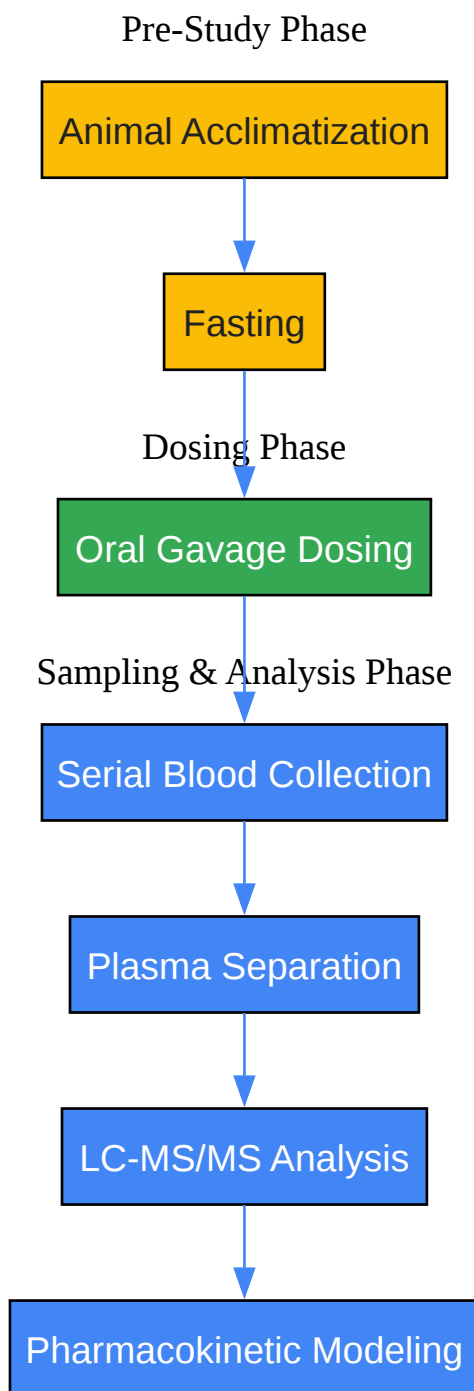 Pre-Study Phase
Animal Acclimatization
Fasting
Dosing Phase
Oral Gavage Dosing
Sampling & Analysis Phase
Serial Blood Collection
Plasma Separation
LC-MS/MS Analysis
Pharmacokinetic Modeling